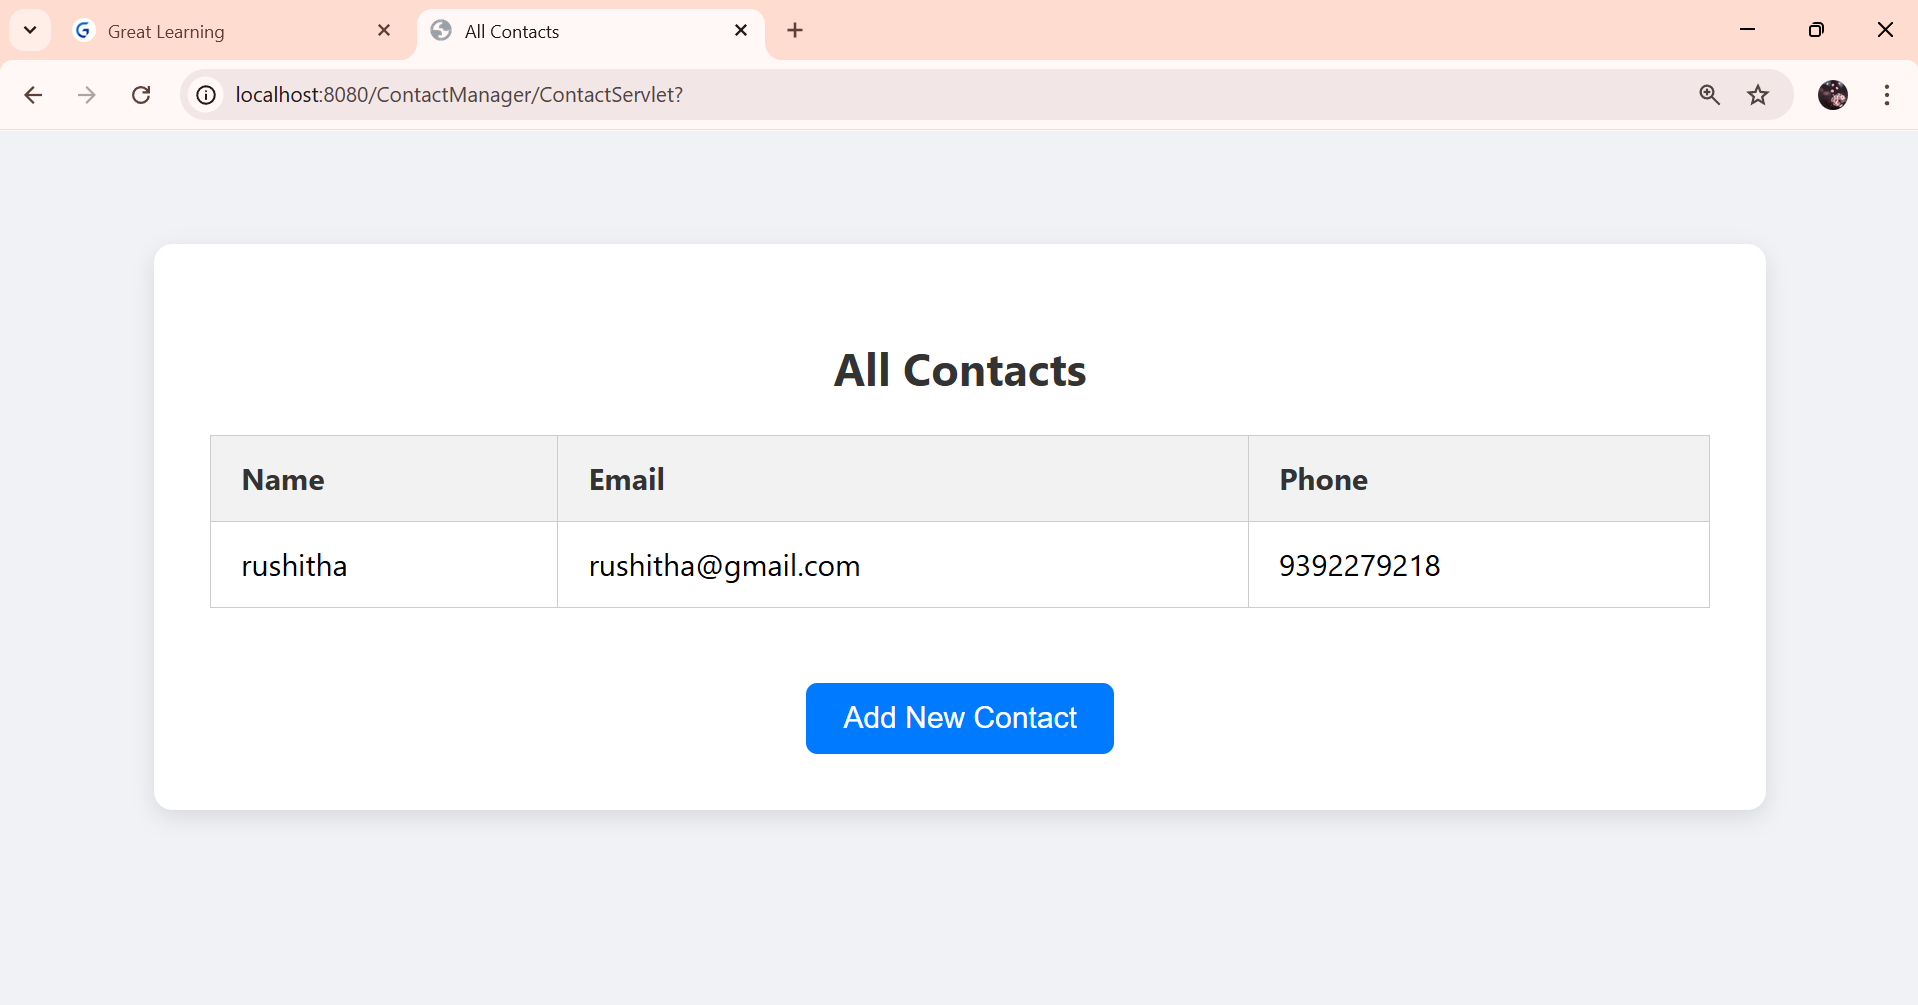 Great Learning
All Contacts
localhost:8080/ContactManager/ContactServlet?
All Contacts
Name Email Phone
rushitha rushitha@gmail.com 9392279218
Add New Contact